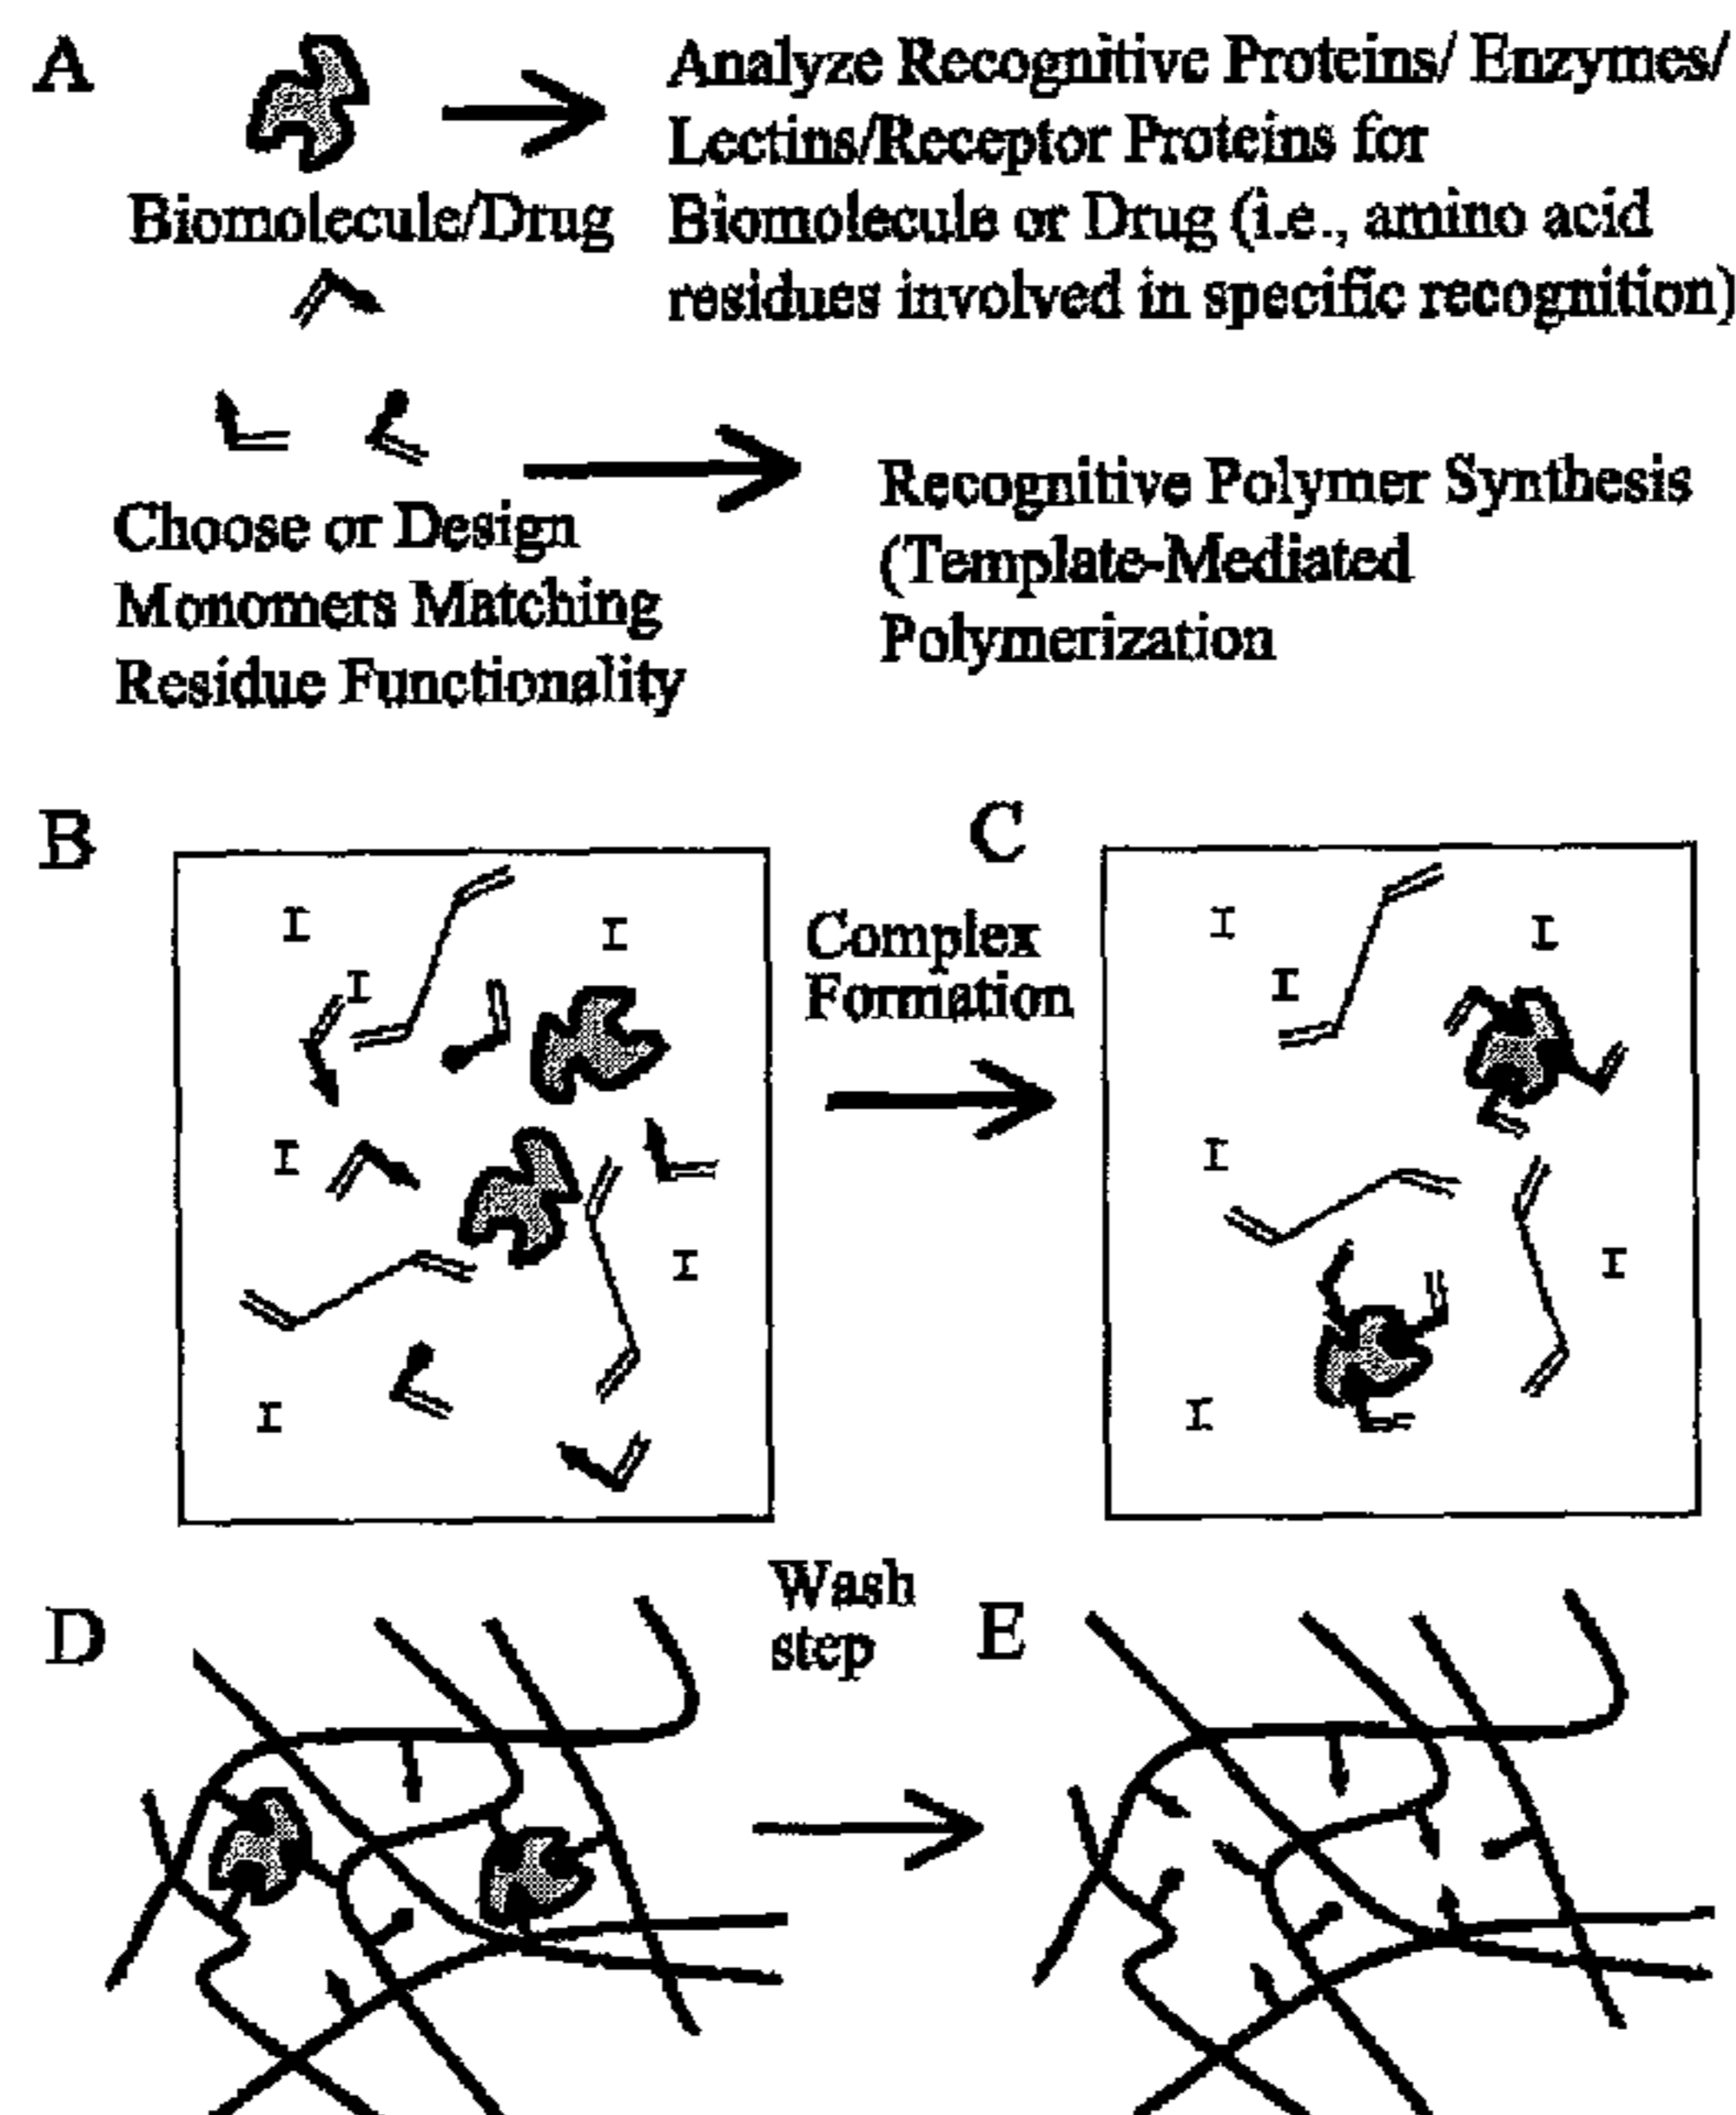 A
Analyze Recognitive Proteins/ Enzymes/
Lectins/Receptor Proteins for
Biomolecule/Drug
Biomolecule or Drug (i.e., amino acid
residues involved in specific recognition)
Choose or Design
Monomers Matching
Residue Functionality
Recognitive Polymer Synthesis
(Template-Mediated
Polymerization
B
I
I
I
I
I
I
Complex
Formation
C
I
I
I
I
I
I
D
Wash
step
E